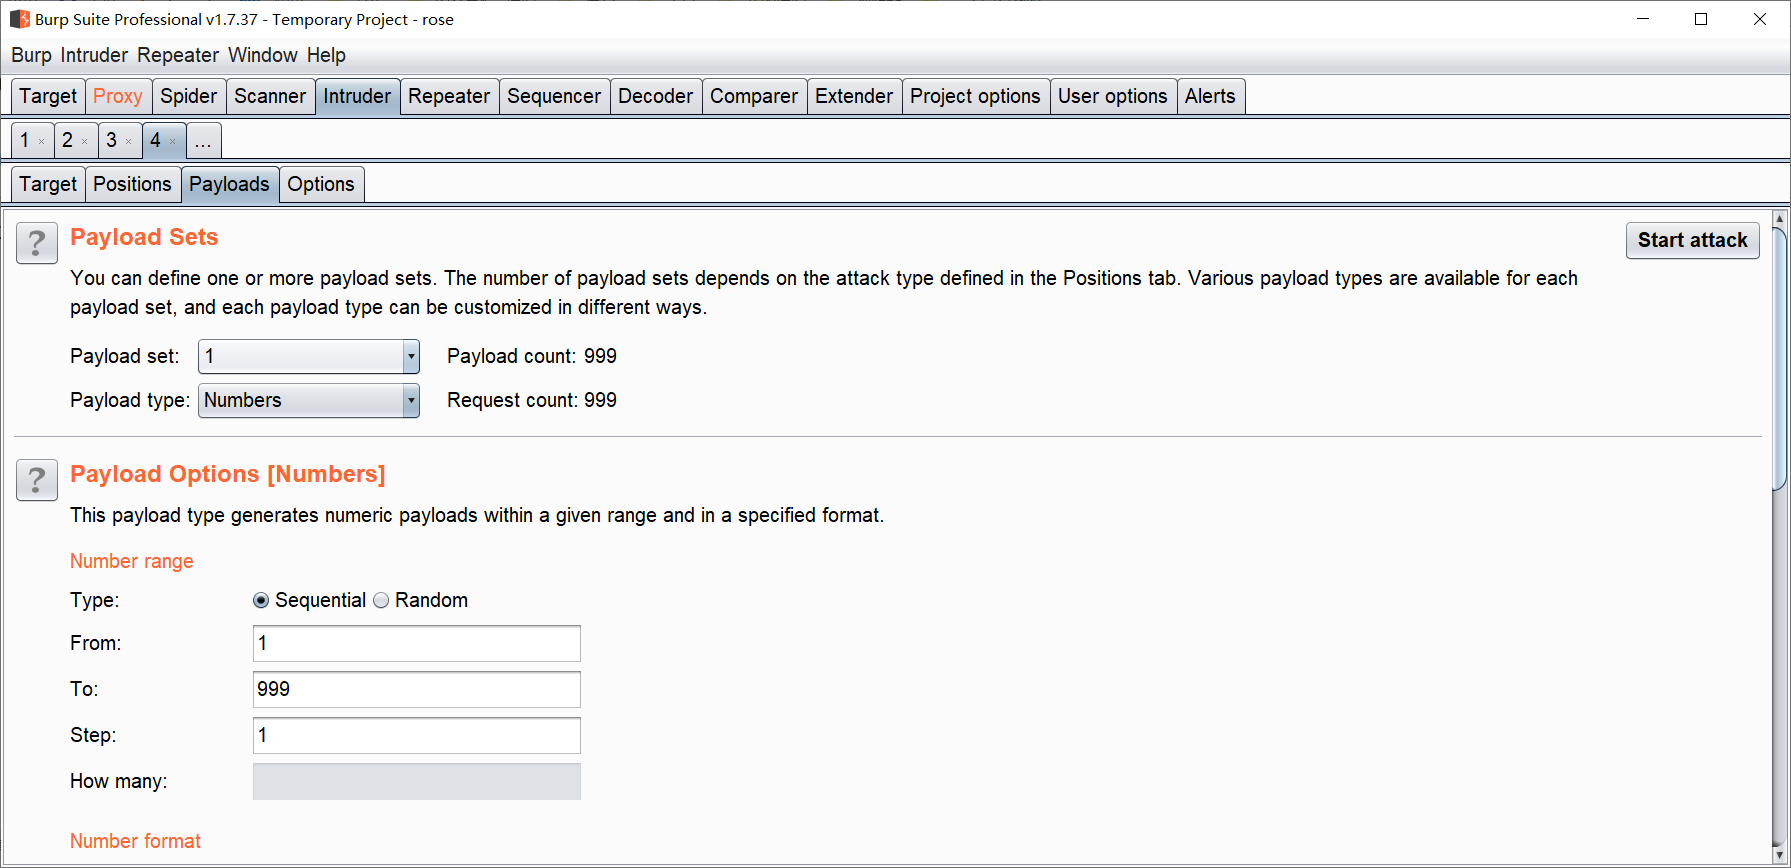 Burp Suite Professional v1.7.37 - Temporary Project - rose
Burp Intruder Repeater Window Help
Target Proxy Spider Scanner Intruder Repeater Sequencer Decoder Comparer Extender Project options User options Alerts
1 × 2 × 3 × 4 × ...
Target Positions Payloads Options
? Payload Sets Start attack
You can define one or more payload sets. The number of payload sets depends on the attack type defined in the Positions tab. Various payload types are available for each
payload set, and each payload type can be customized in different ways.
Payload set: 1 Payload count: 999
Payload type: Numbers Request count: 999
? Payload Options [Numbers]
This payload type generates numeric payloads within a given range and in a specified format.
Number range
Type: Sequential Random
From: 1
To: 999
Step: 1
How many:
Number format